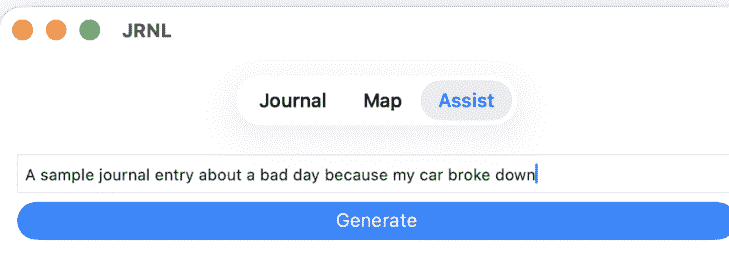 JRNL
Journal Map Assist
A sample journal entry about a bad day because my car broke down
Generate